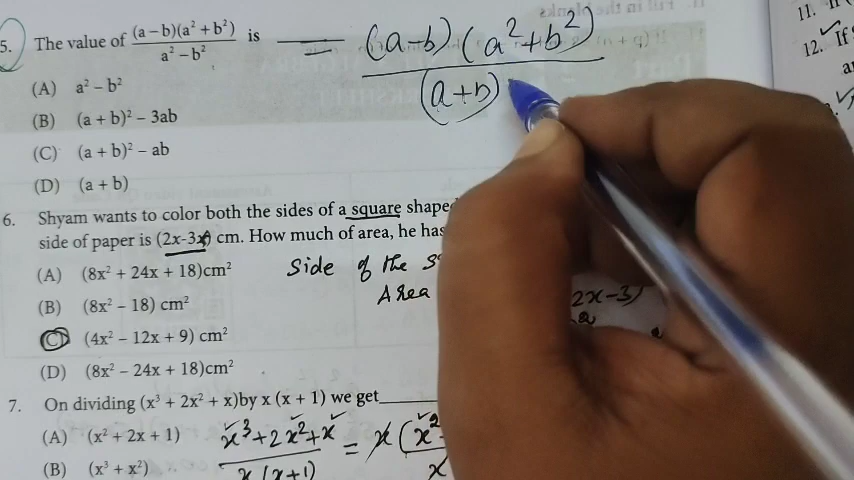 5. The value of (a – b)(a² + b²) / a² – b² is = (a-b) (a²+b²) / (a+b)
(A) a² – b²
(B) (a + b)² – 3ab
(C) (a + b)² – ab
(D) (a + b)
6. Shyam wants to color both the sides of a square shape
side of paper is (2x-3x) cm. How much of area, he has
(A) (8x² + 24x + 18)cm² Side of the
(B) (8x² – 18) cm² Area 2x-3)
(C) (4x² – 12x + 9) cm²
(D) (8x² – 24x + 18)cm²
7. On dividing (x³ + 2x² + x)by x (x + 1) we get
(A) (x² + 2x + 1) x³+2x²+x / x(x+1) = x(x² / x
(B) (x³ + x²)
11.
12. If